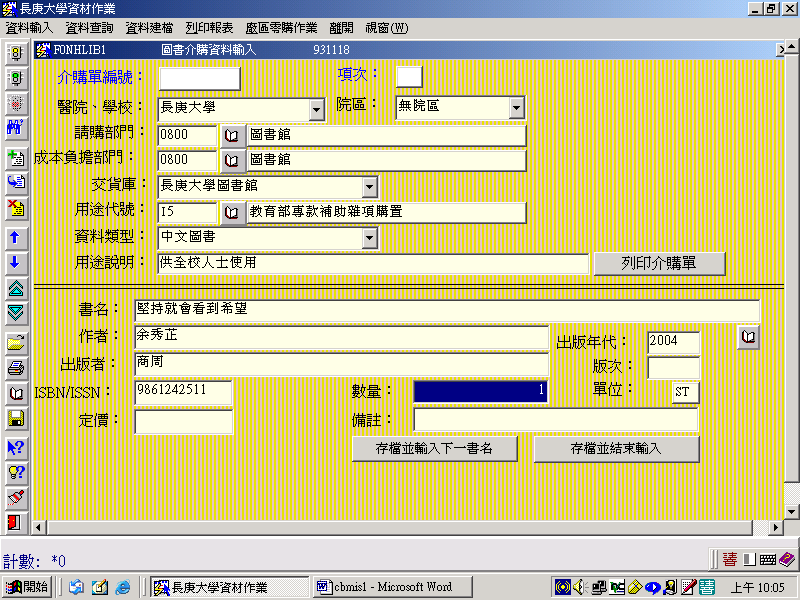 長庚大學資材作業
資料輸入 資料查詢 資料建檔 列印報表 廠區零購作業 離開 視窗(W)
FONHLIB1 圖書介購資料輸入 931118
介購單編號： 項次：
醫院、學校： 長庚大學 院區： 無院區
請購部門： 0800 圖書館
成本負擔部門： 0800 圖書館
交貨庫： 長庚大學圖書館
用途代號： I5 教育部專款補助雜項購置
資料類型： 中文圖書
用途說明： 供全校人士使用 列印介購單
書名： 堅持就會看到希望
作者： 余秀芷 出版年代： 2004
出版者： 商周 版次：
ISBN/ISSN： 9861242511 數量： 1 單位： ST
定價： 備註：
存檔並輸入下一書名 存檔並結束輸入
計數: *0
開始 長庚大學資材作業 cbmis1 - Microsoft Word 上午 10:05